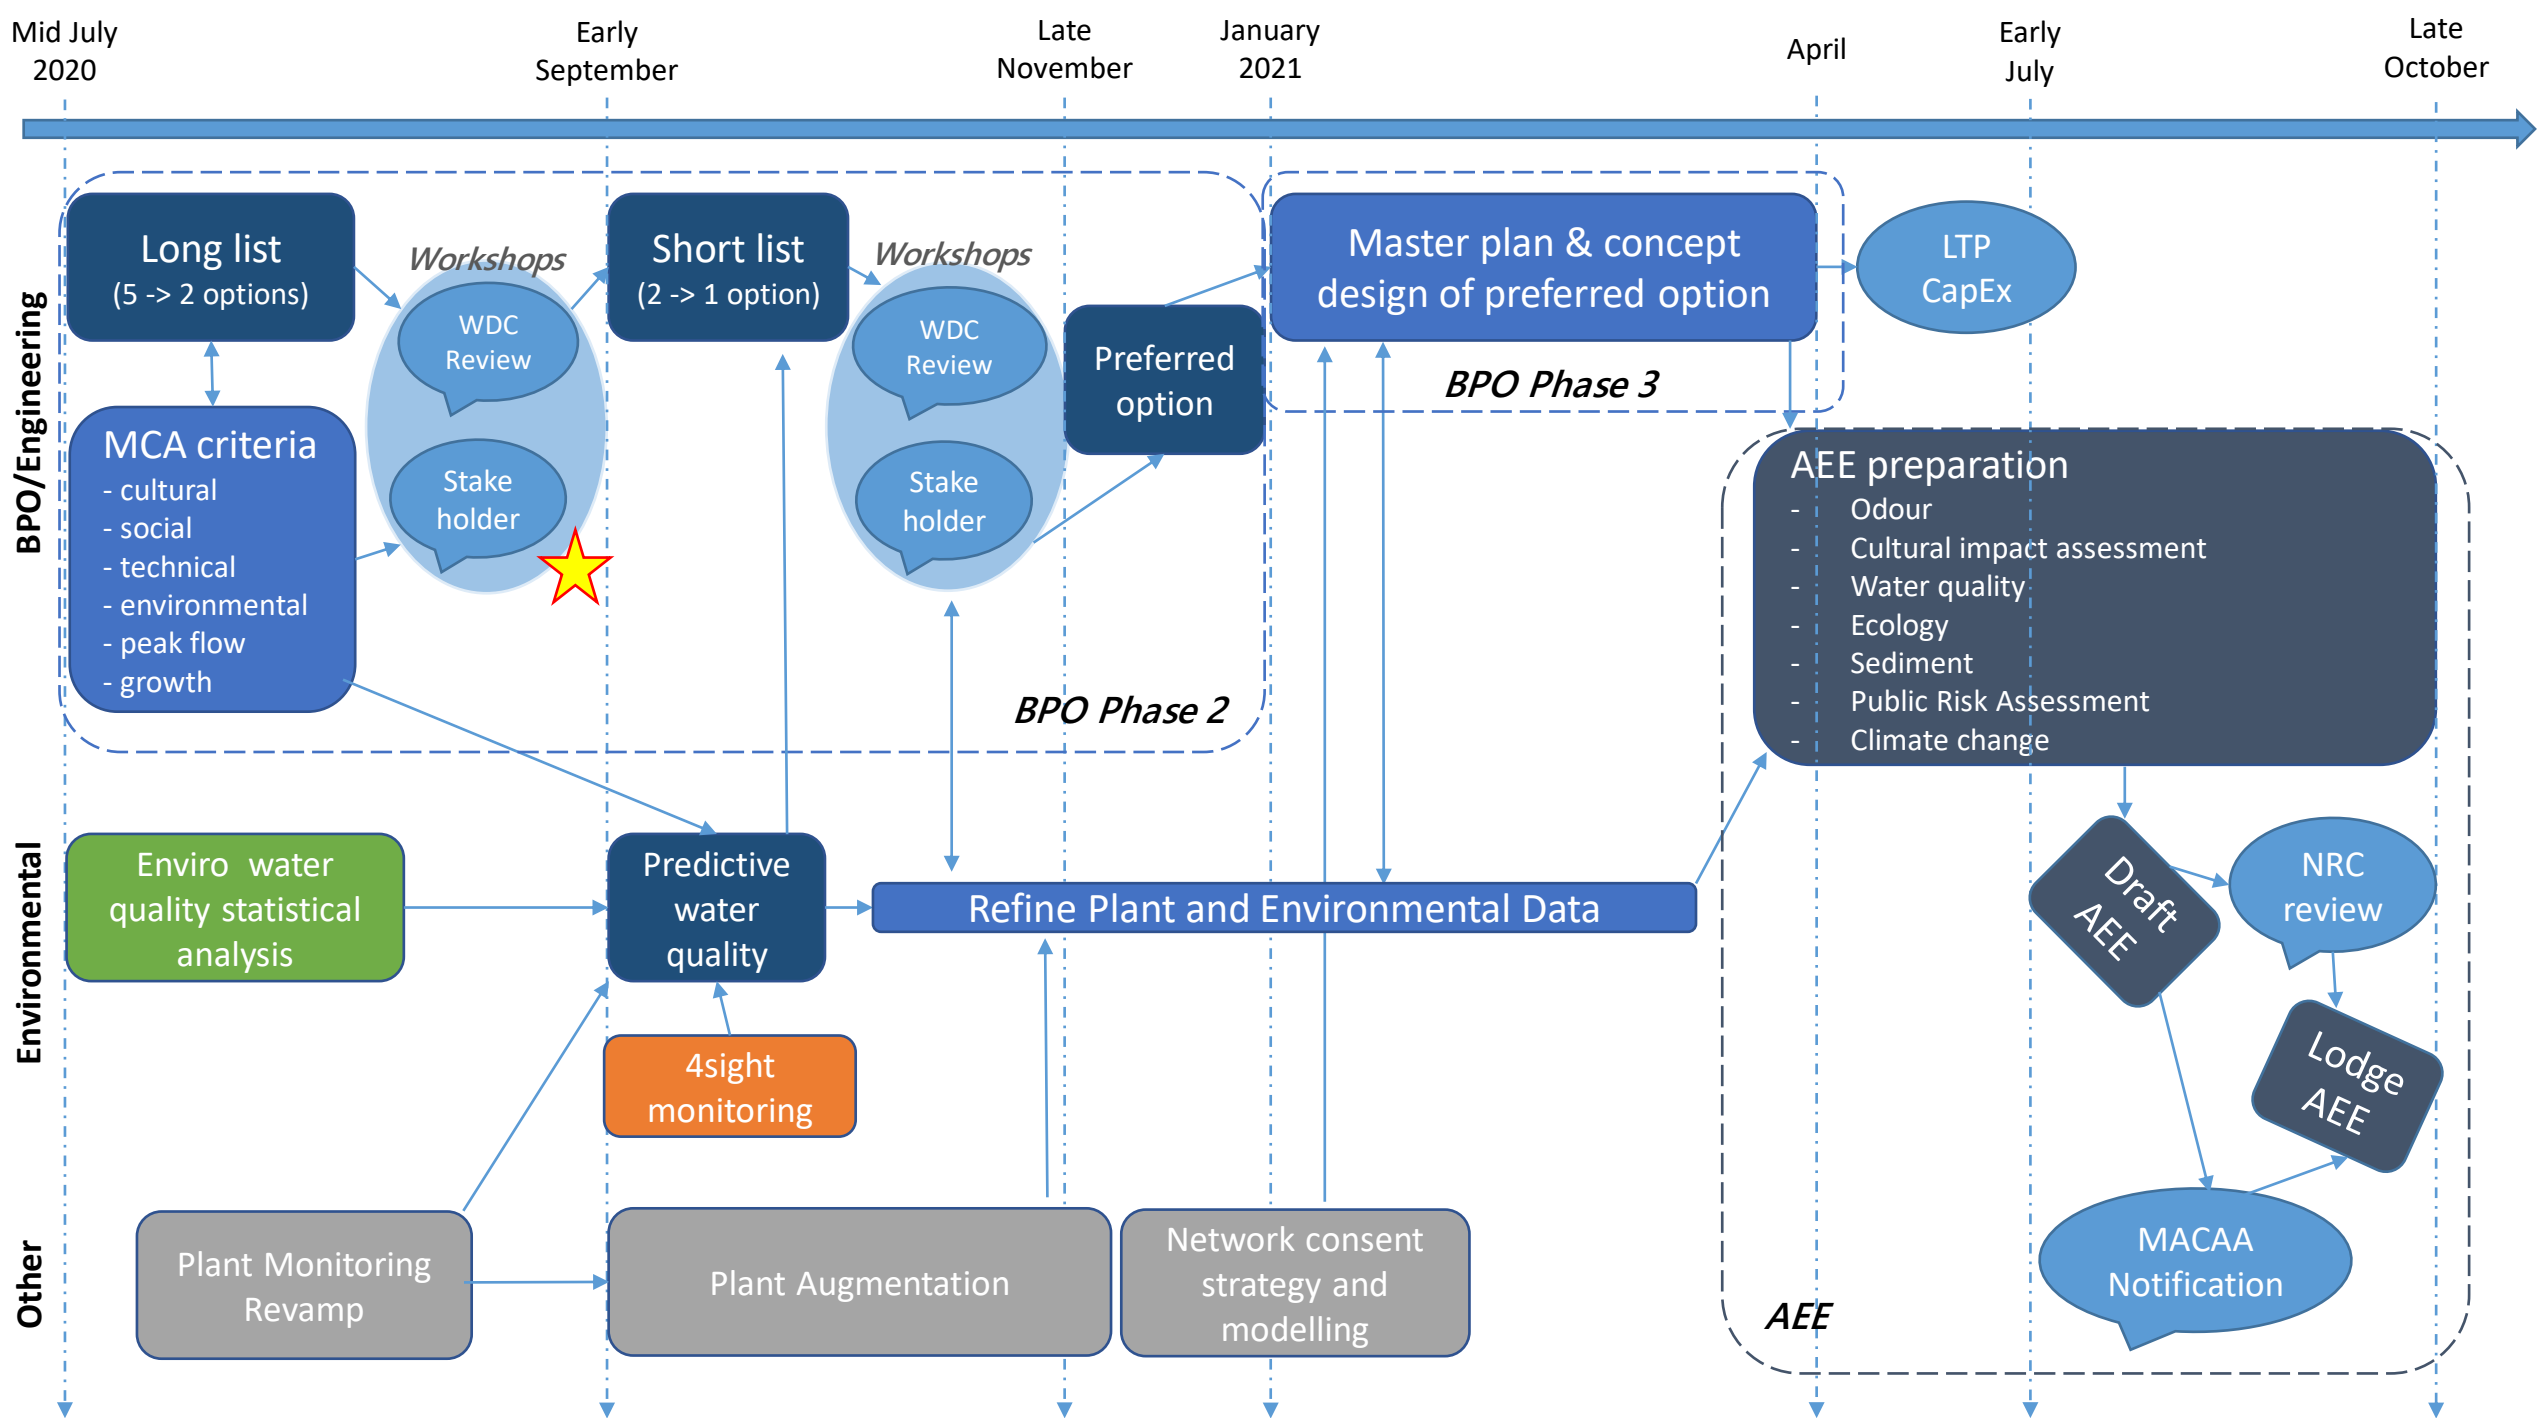 Mid July
2020
Early
September
Late
November
January
2021
April
Early
July
Late
October
BPO/Engineering
Long list
(5 -> 2 options)
MCA criteria
- cultural
- social
- technical
- environmental
- peak flow
- growth
Workshops
WDC
Review
Stake
holder
Short list
(2 -> 1 option)
Workshops
WDC
Review
Stake
holder
Preferred
option
BPO Phase 2
Master plan & concept
design of preferred option
BPO Phase 3
LTP
CapEx
AEE preparation
- Odour
- Cultural impact assessment
- Water quality
- Ecology
- Sediment
- Public Risk Assessment
- Climate change
Environmental
Enviro water
quality statistical
analysis
Predictive
water
quality
4sight
monitoring
Refine Plant and Environmental Data
Draft
AEE
NRC
review
Lodge
AEE
Other
Plant Monitoring
Revamp
Plant Augmentation
Network consent
strategy and
modelling
MACAA
Notification
AEE